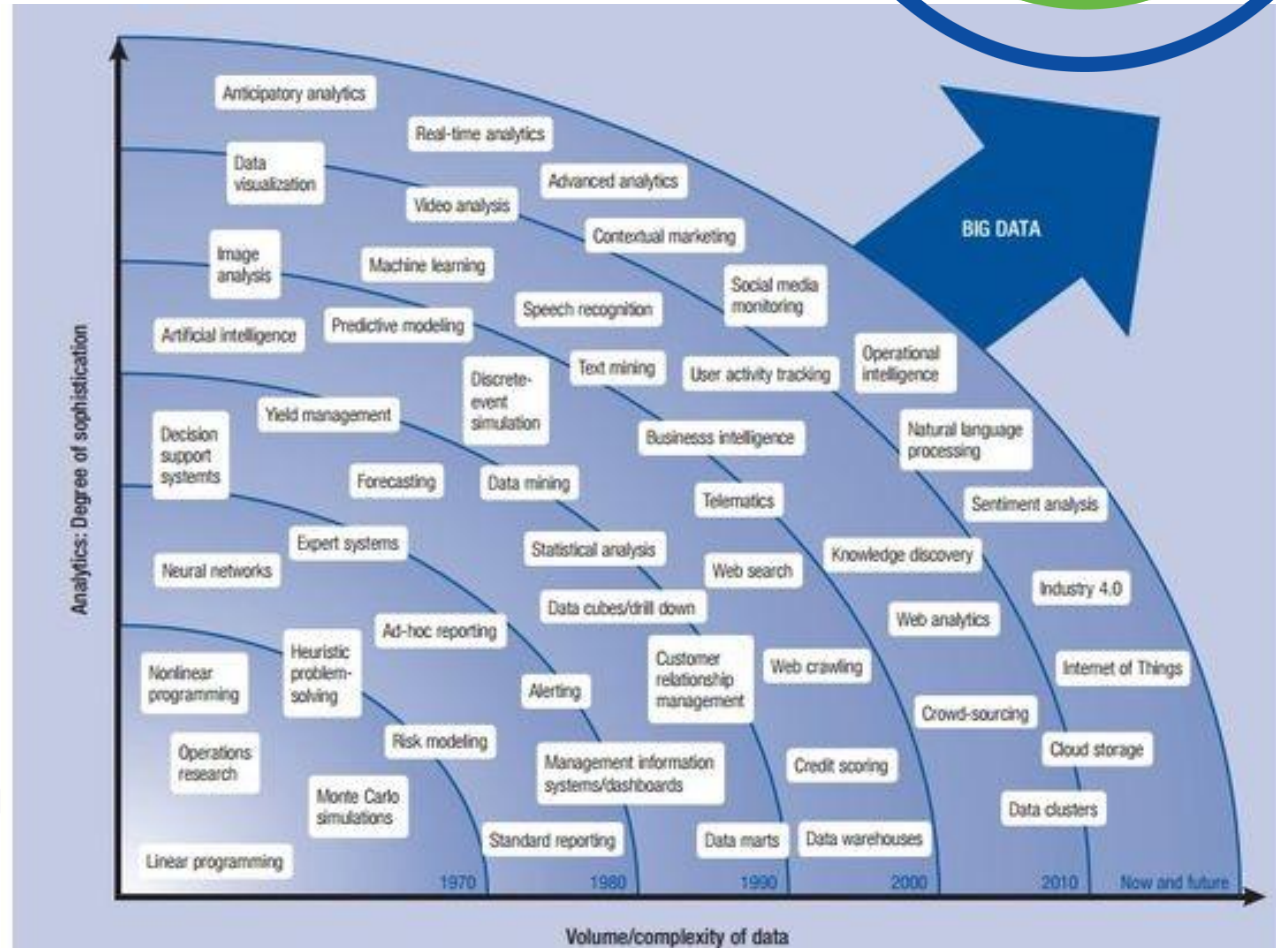 Anticipatory analytics
Real-time analytics
Data
visualization
Advanced analytics
Video analysis
Contextual marketing
BIG DATA
Image
analysis
Machine learning
Social media
monitoring
Speech recognition
Artificial intelligence
Predictive modeling
Operational
intelligence
Text mining
User activity tracking
Discrete-
event
simulation
Yield management
Decision
support
systemts
Businesss intelligence
Natural language
processing
Forecasting
Data mining
Telematics
Sentiment analysis
Expert systems
Statistical analysis
Knowledge discovery
Neural networks
Web search
Industry 4.0
Data cubes/drill down
Web analytics
Ad-hoc reporting
Heuristic
problem-
solving
Nonlinear
programming
Customer
relationship
management
Web crawling
Internet of Things
Alerting
Crowd-sourcing
Risk modeling
Operations
research
Management information
systems/dashboards
Credit scoring
Cloud storage
Monte Carlo
simulations
Data clusters
Standard reporting
Data marts
Data warehouses
Linear programming
1970
1980
1990
2000
2010
Now and future
Analytics: Degree of sophistication
Volume/complexity of data